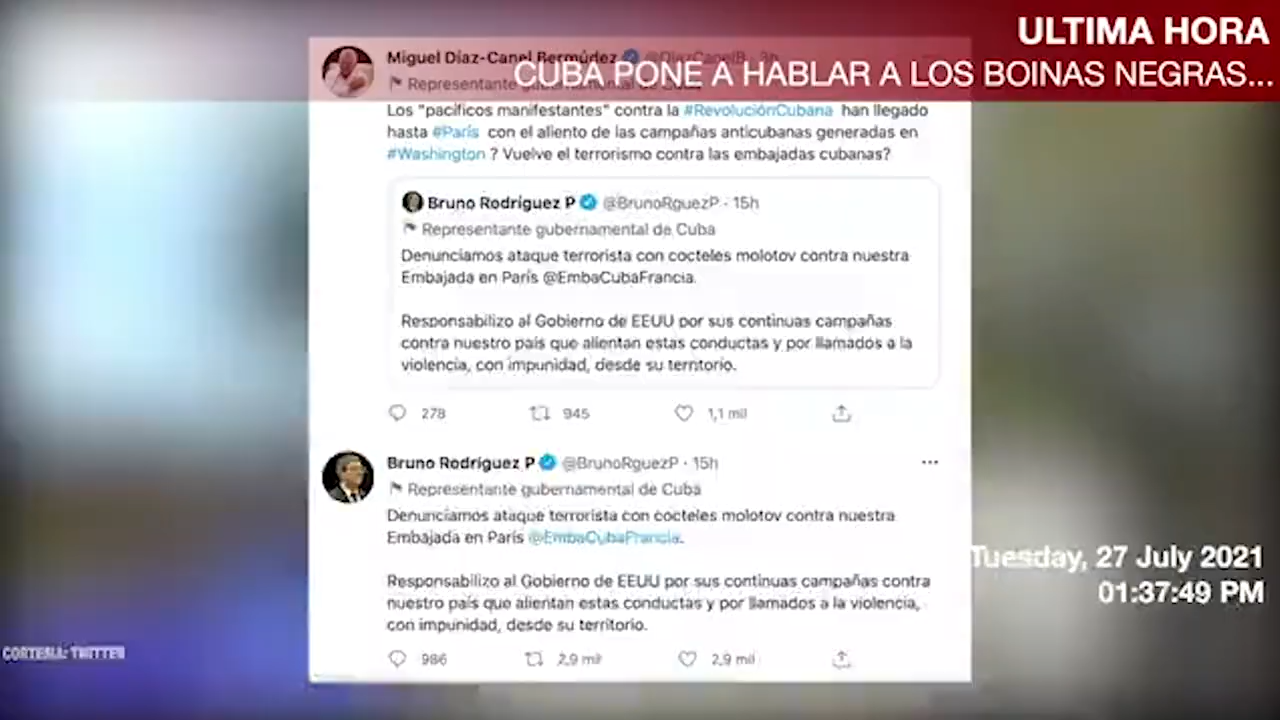 ULTIMA HORA
CUBA PONE A HABLAR A LOS BOINAS NEGRAS...
Miguel Díaz-Canel Bermúdez @DiazCanelB · 3h
Representante gubernamental de Cuba
Los "pacíficos manifestantes" contra la #RevoluciónCubana han llegado
hasta #París con el aliento de las campañas anticubanas generadas en
#Washington ? Vuelve el terrorismo contra las embajadas cubanas?
Bruno Rodríguez P @BrunoRguezP · 15h
Representante gubernamental de Cuba
Denunciamos ataque terrorista con cocteles molotov contra nuestra
Embajada en París @EmbaCubaFrancia.
Responsabilizo al Gobierno de EEUU por sus continuas campañas
contra nuestro país que alientan estas conductas y por llamados a la
violencia, con impunidad, desde su territorio.
278 945 1,1 mil
Bruno Rodríguez P @BrunoRguezP · 15h
Representante gubernamental de Cuba
Denunciamos ataque terrorista con cocteles molotov contra nuestra
Embajada en París @EmbaCubaFrancia.
Responsabilizo al Gobierno de EEUU por sus continuas campañas contra
nuestro país que alientan estas conductas y por llamados a la violencia,
con impunidad, desde su territorio.
986 2,9 mil 2,9 mil
Tuesday, 27 July 2021
01:37:49 PM
CORTESIA: TWITTER